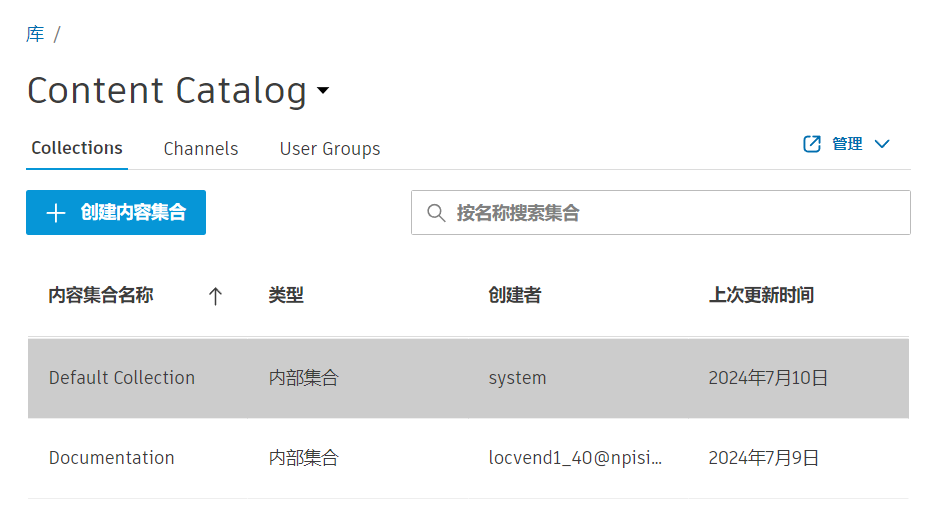 库 /
Content Catalog
Collections Channels User Groups 管理
创建内容集合 按名称搜索集合
内容集合名称 类型 创建者 上次更新时间
Default Collection 内部集合 system 2024年7月10日
Documentation 内部集合 locvend1_40@npisi... 2024年7月9日